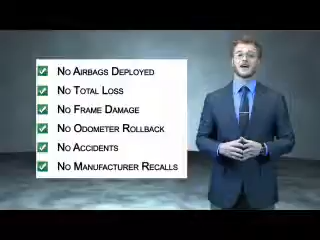 No Airbags Deployed
No Total Loss
No Frame Damage
No Odometer Rollback
No Accidents
No Manufacturer Recalls